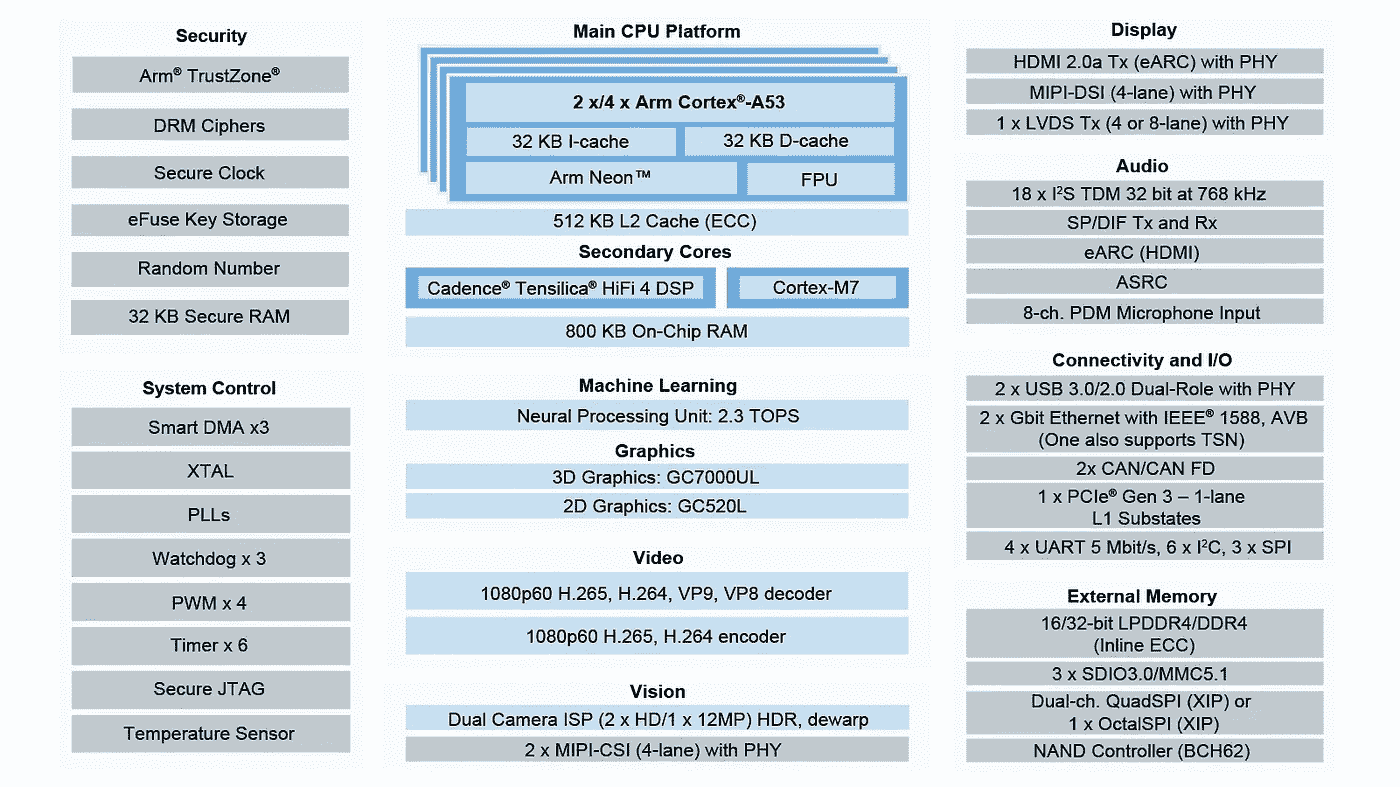 Security
Arm® TrustZone®
DRM Ciphers
Secure Clock
eFuse Key Storage
Random Number
32 KB Secure RAM
System Control
Smart DMA x3
XTAL
PLLs
Watchdog x 3
PWM x 4
Timer x 6
Secure JTAG
Temperature Sensor
Main CPU Platform
2 x/4 x Arm Cortex®-A53
32 KB I-cache
32 KB D-cache
Arm Neon™
FPU
512 KB L2 Cache (ECC)
Secondary Cores
Cadence® Tensilica® HiFi 4 DSP
Cortex-M7
800 KB On-Chip RAM
Machine Learning
Neural Processing Unit: 2.3 TOPS
Graphics
3D Graphics: GC7000UL
2D Graphics: GC520L
Video
1080p60 H.265, H.264, VP9, VP8 decoder
1080p60 H.265, H.264 encoder
Vision
Dual Camera ISP (2 x HD/1 x 12MP) HDR, dewarp
2 x MIPI-CSI (4-lane) with PHY
Display
HDMI 2.0a Tx (eARC) with PHY
MIPI-DSI (4-lane) with PHY
1 x LVDS Tx (4 or 8-lane) with PHY
Audio
18 x I²S TDM 32 bit at 768 kHz
SP/DIF Tx and Rx
eARC (HDMI)
ASRC
8-ch. PDM Microphone Input
Connectivity and I/O
2 x USB 3.0/2.0 Dual-Role with PHY
2 x Gbit Ethernet with IEEE® 1588, AVB
(One also supports TSN)
2x CAN/CAN FD
1 x PCIe® Gen 3 – 1-lane
L1 Substates
4 x UART 5 Mbit/s, 6 x I²C, 3 x SPI
External Memory
16/32-bit LPDDR4/DDR4
(Inline ECC)
3 x SDIO3.0/MMC5.1
Dual-ch. QuadSPI (XIP) or
1 x OctalSPI (XIP)
NAND Controller (BCH62)